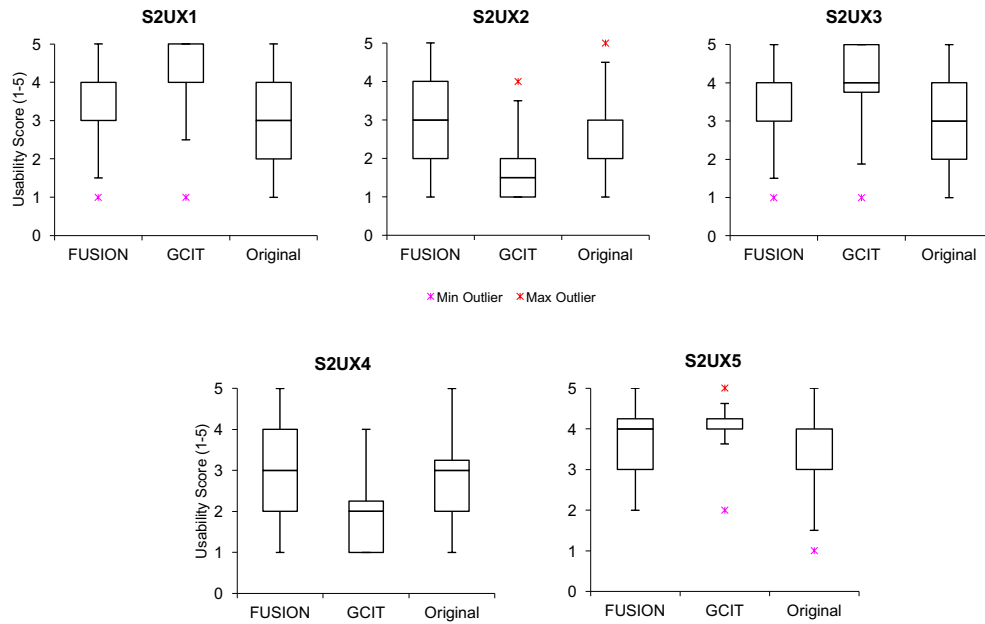 S2UX1
S2UX2
S2UX3
Usability Score (1-5)
5
4
3
2
1
0
FUSION GCIT Original
5
4
3
2
1
0
FUSION GCIT Original
5
4
3
2
1
0
FUSION GCIT Original
Min Outlier Max Outlier
S2UX4
S2UX5
Usability Score (1-5)
5
4
3
2
1
0
FUSION GCIT Original
5
4
3
2
1
0
FUSION GCIT Original